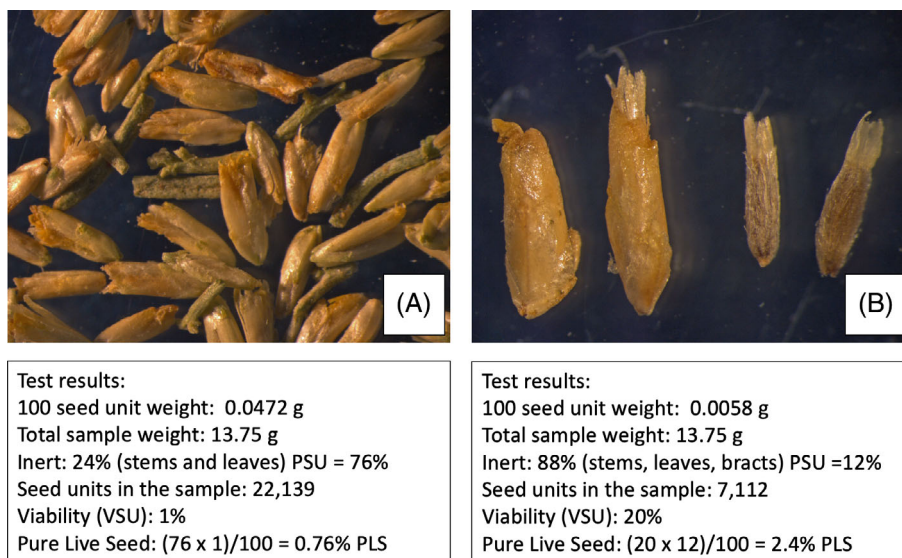 (A)
(B)
Test results:
100 seed unit weight:  0.0472 g
Total sample weight: 13.75 g
Inert: 24% (stems and leaves) PSU = 76%
Seed units in the sample: 22,139
Viability (VSU): 1%
Pure Live Seed: (76 x 1)/100 = 0.76% PLS
Test results:
100 seed unit weight:  0.0058 g
Total sample weight: 13.75 g
Inert: 88% (stems, leaves, bracts) PSU =12%
Seed units in the sample: 7,112
Viability (VSU): 20%
Pure Live Seed: (20 x 12)/100 = 2.4% PLS